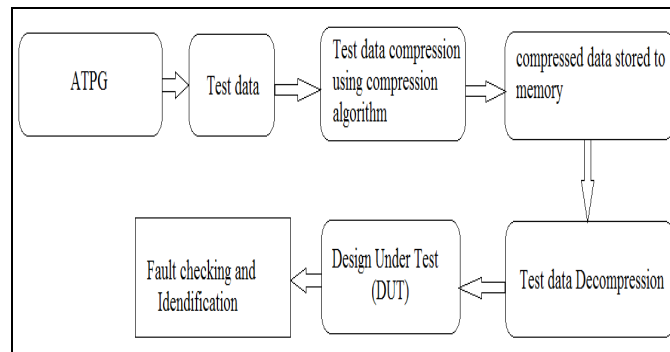 ATPG
Test data
Test data compression
using compression
algorithm
compressed data stored to
memory
Test data Decompression
Design Under Test
(DUT)
Fault checking and
Idendification